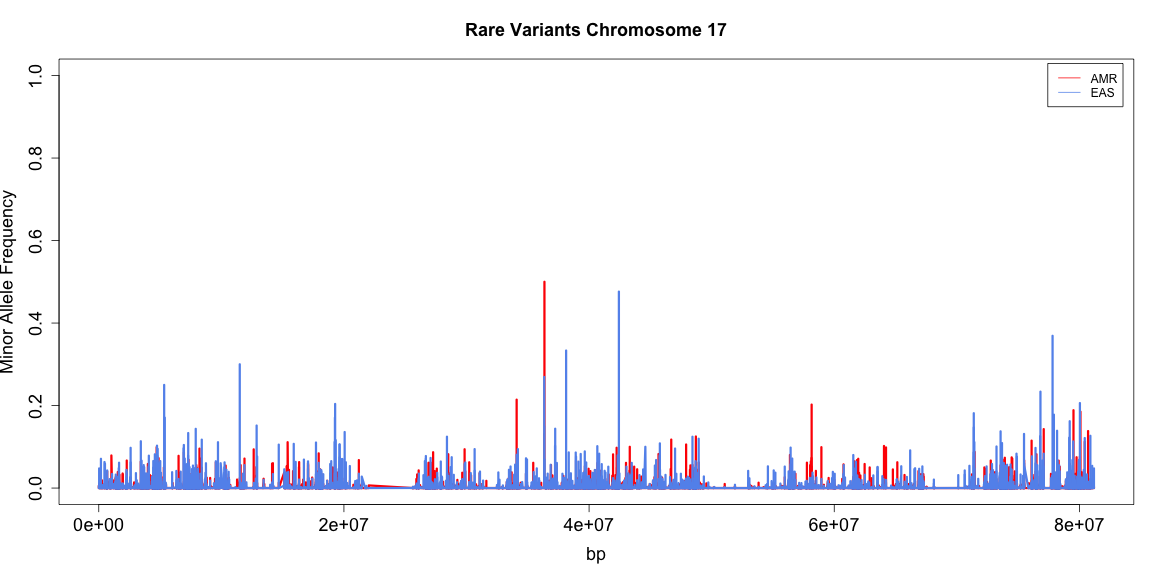 Rare Variants Chromosome 17
AMR
EAS
Minor Allele Frequency
1.0
0.8
0.6
0.4
0.2
0.0
0e+00
2e+07
4e+07
6e+07
8e+07
bp